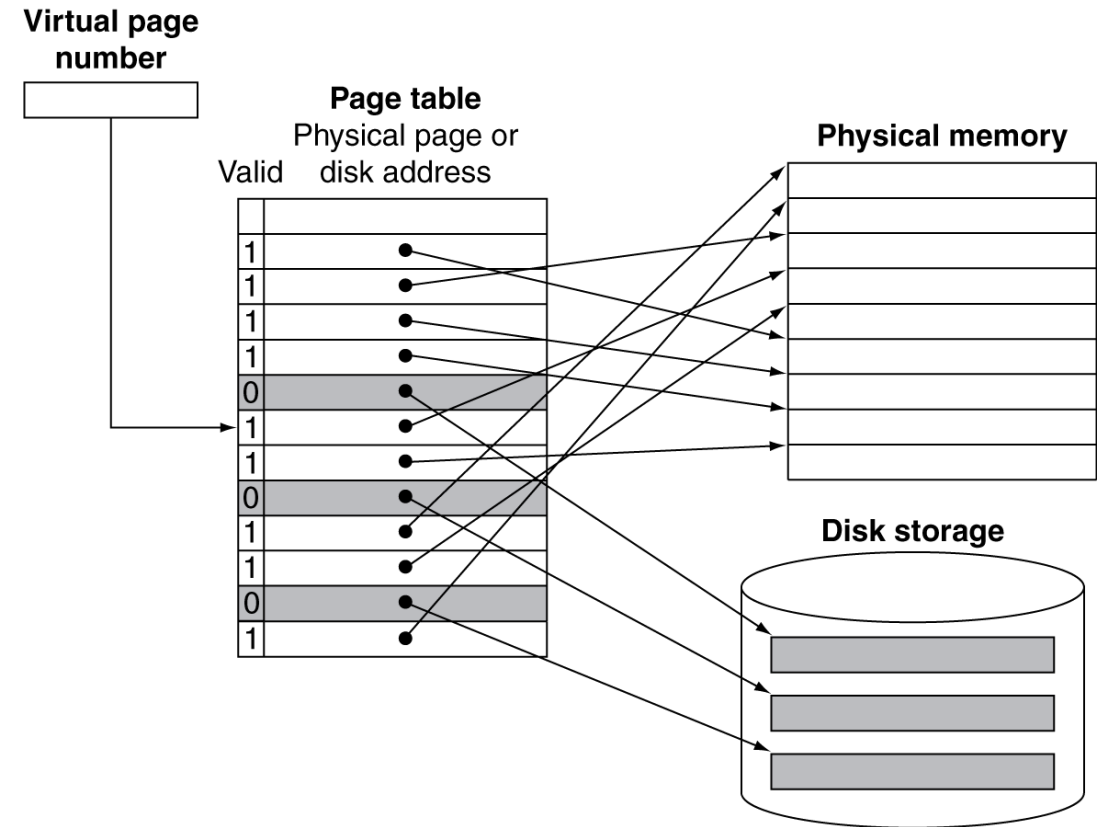 Virtual page
number
Page table
Physical page or
Valid disk address
Physical memory
1
1
1
1
0
1
1
0
1
1
0
1
Disk storage